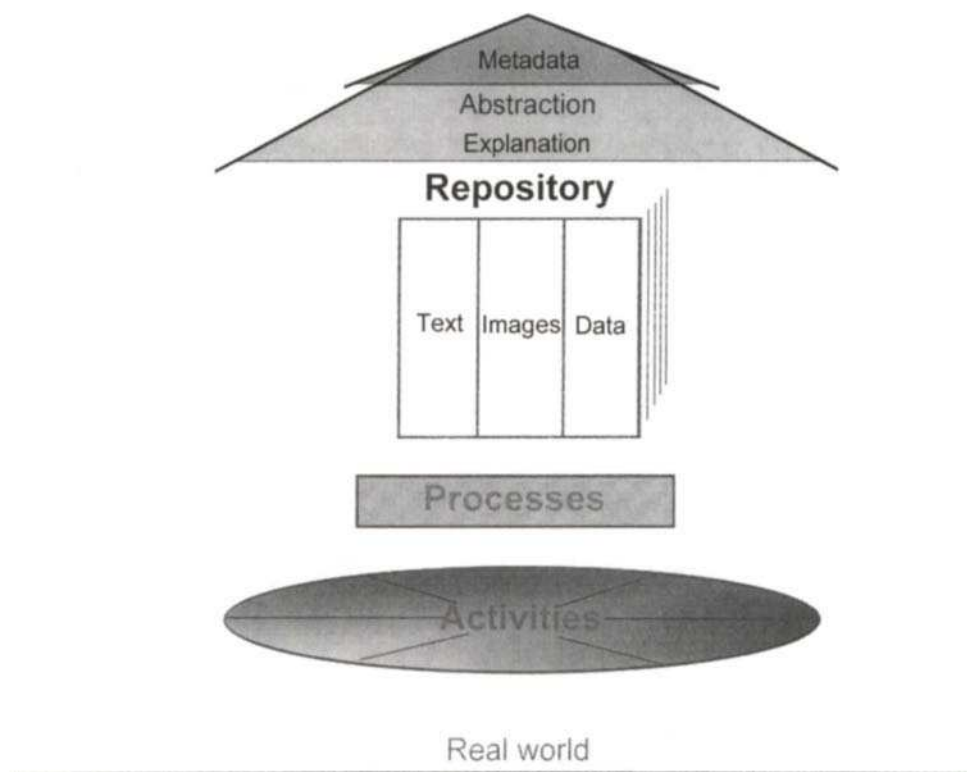 Metadata
Abstraction
Explanation
Repository
Text Images Data
Processes
Activities
Real world